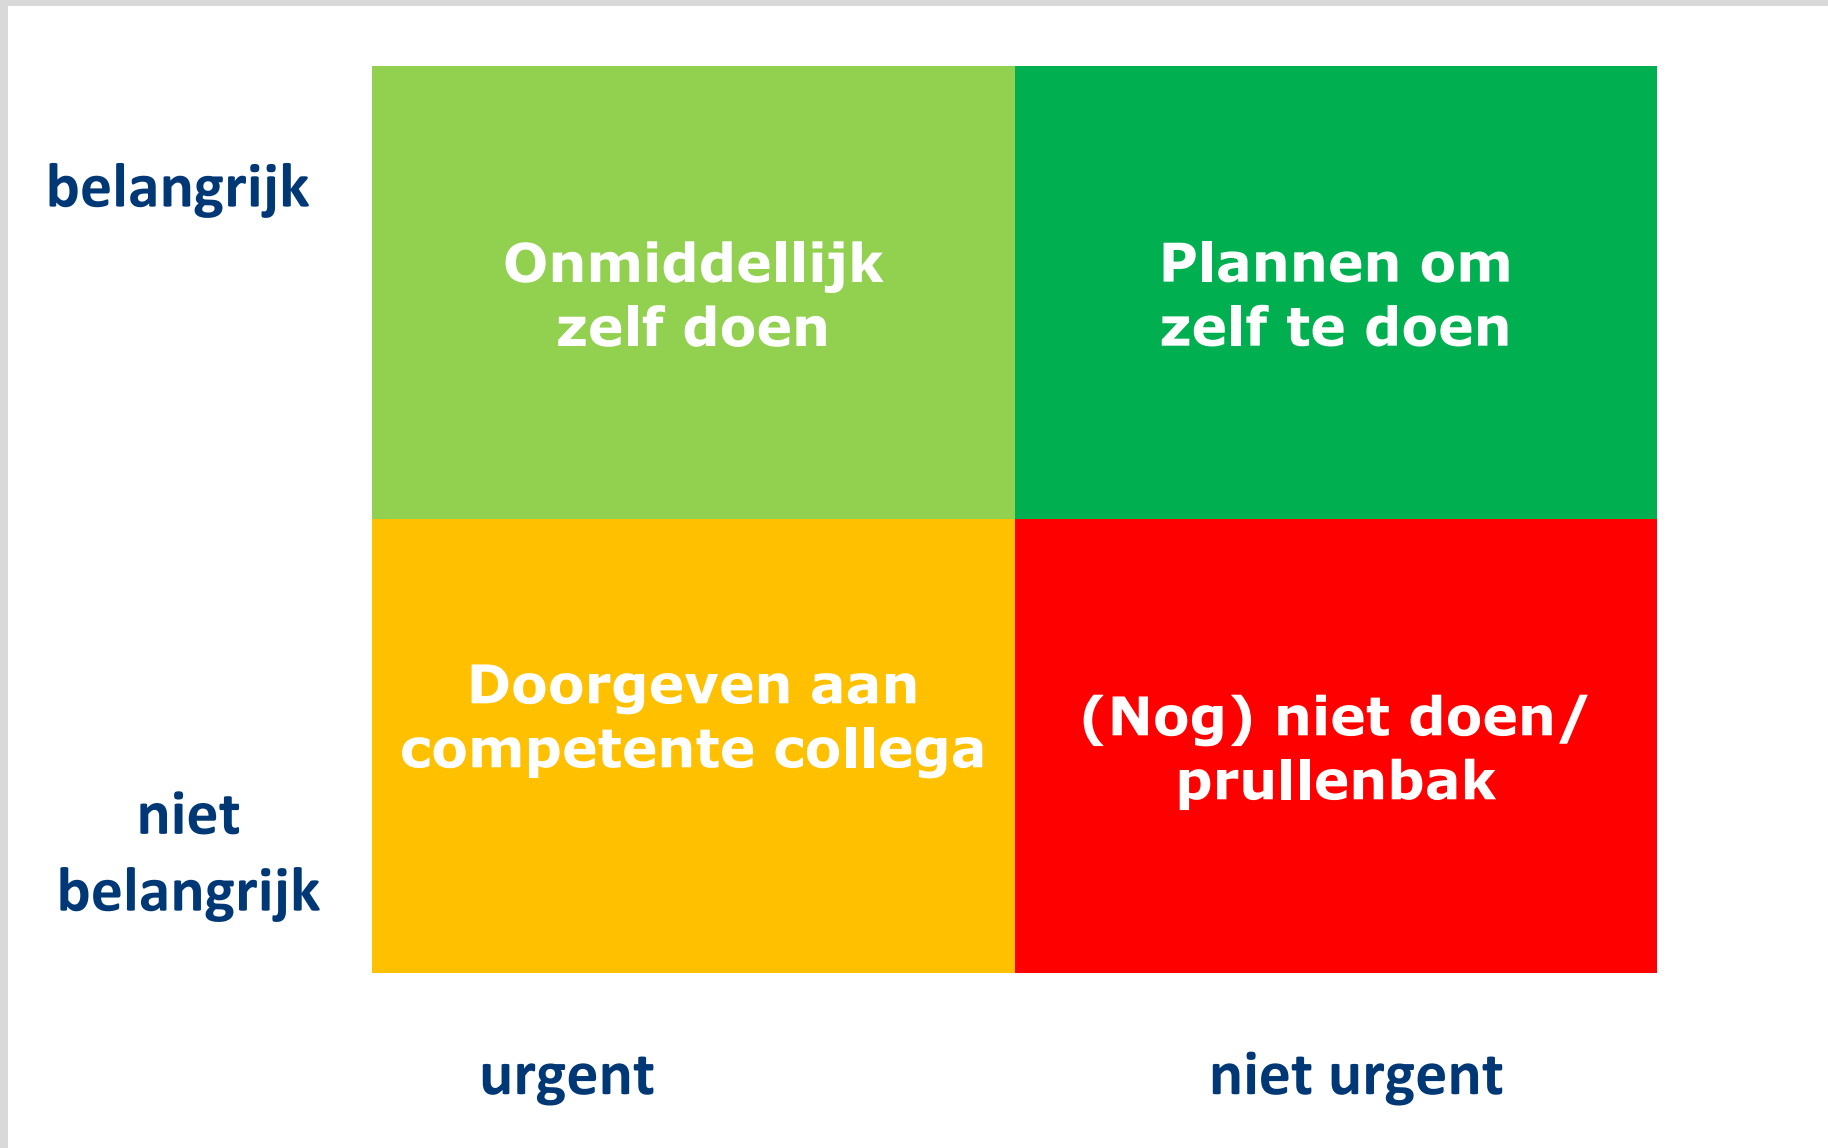 belangrijk
Onmiddellijk
zelf doen
Plannen om
zelf te doen
niet
belangrijk
Doorgeven aan
competente collega
(Nog) niet doen/
prullenbak
urgent
niet urgent